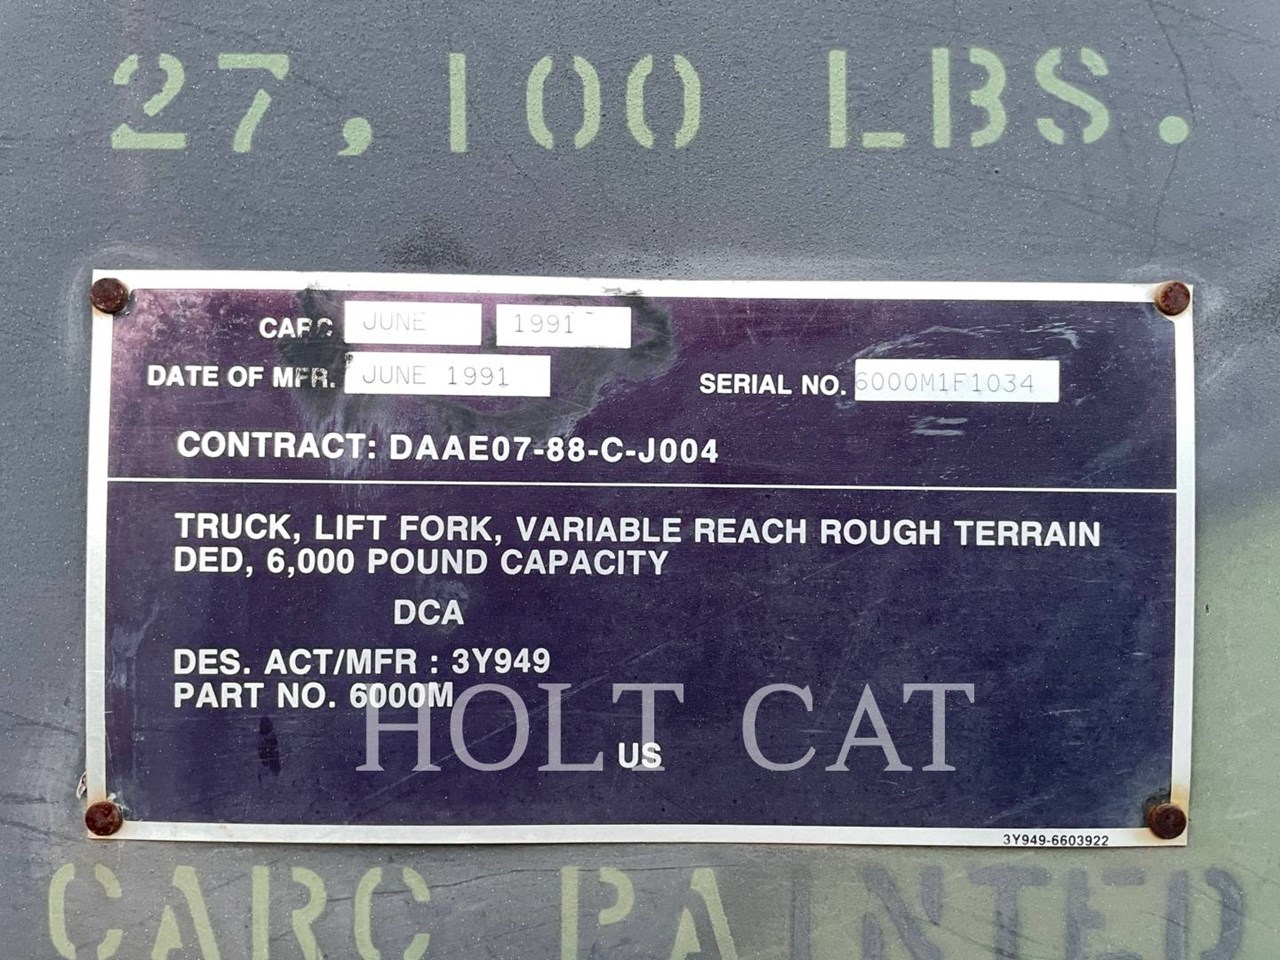 27,100 LBS.
CARC JUNE 1991
DATE OF MFR. JUNE 1991 SERIAL NO. 6000M1F1034
CONTRACT: DAAE07-88-C-J004
TRUCK, LIFT FORK, VARIABLE REACH ROUGH TERRAIN
DED, 6,000 POUND CAPACITY
DCA
DES. ACT/MFR : 3Y949
PART NO. 6000M
HOLT CAT
US
3Y949-6603922
CARC PAINTED